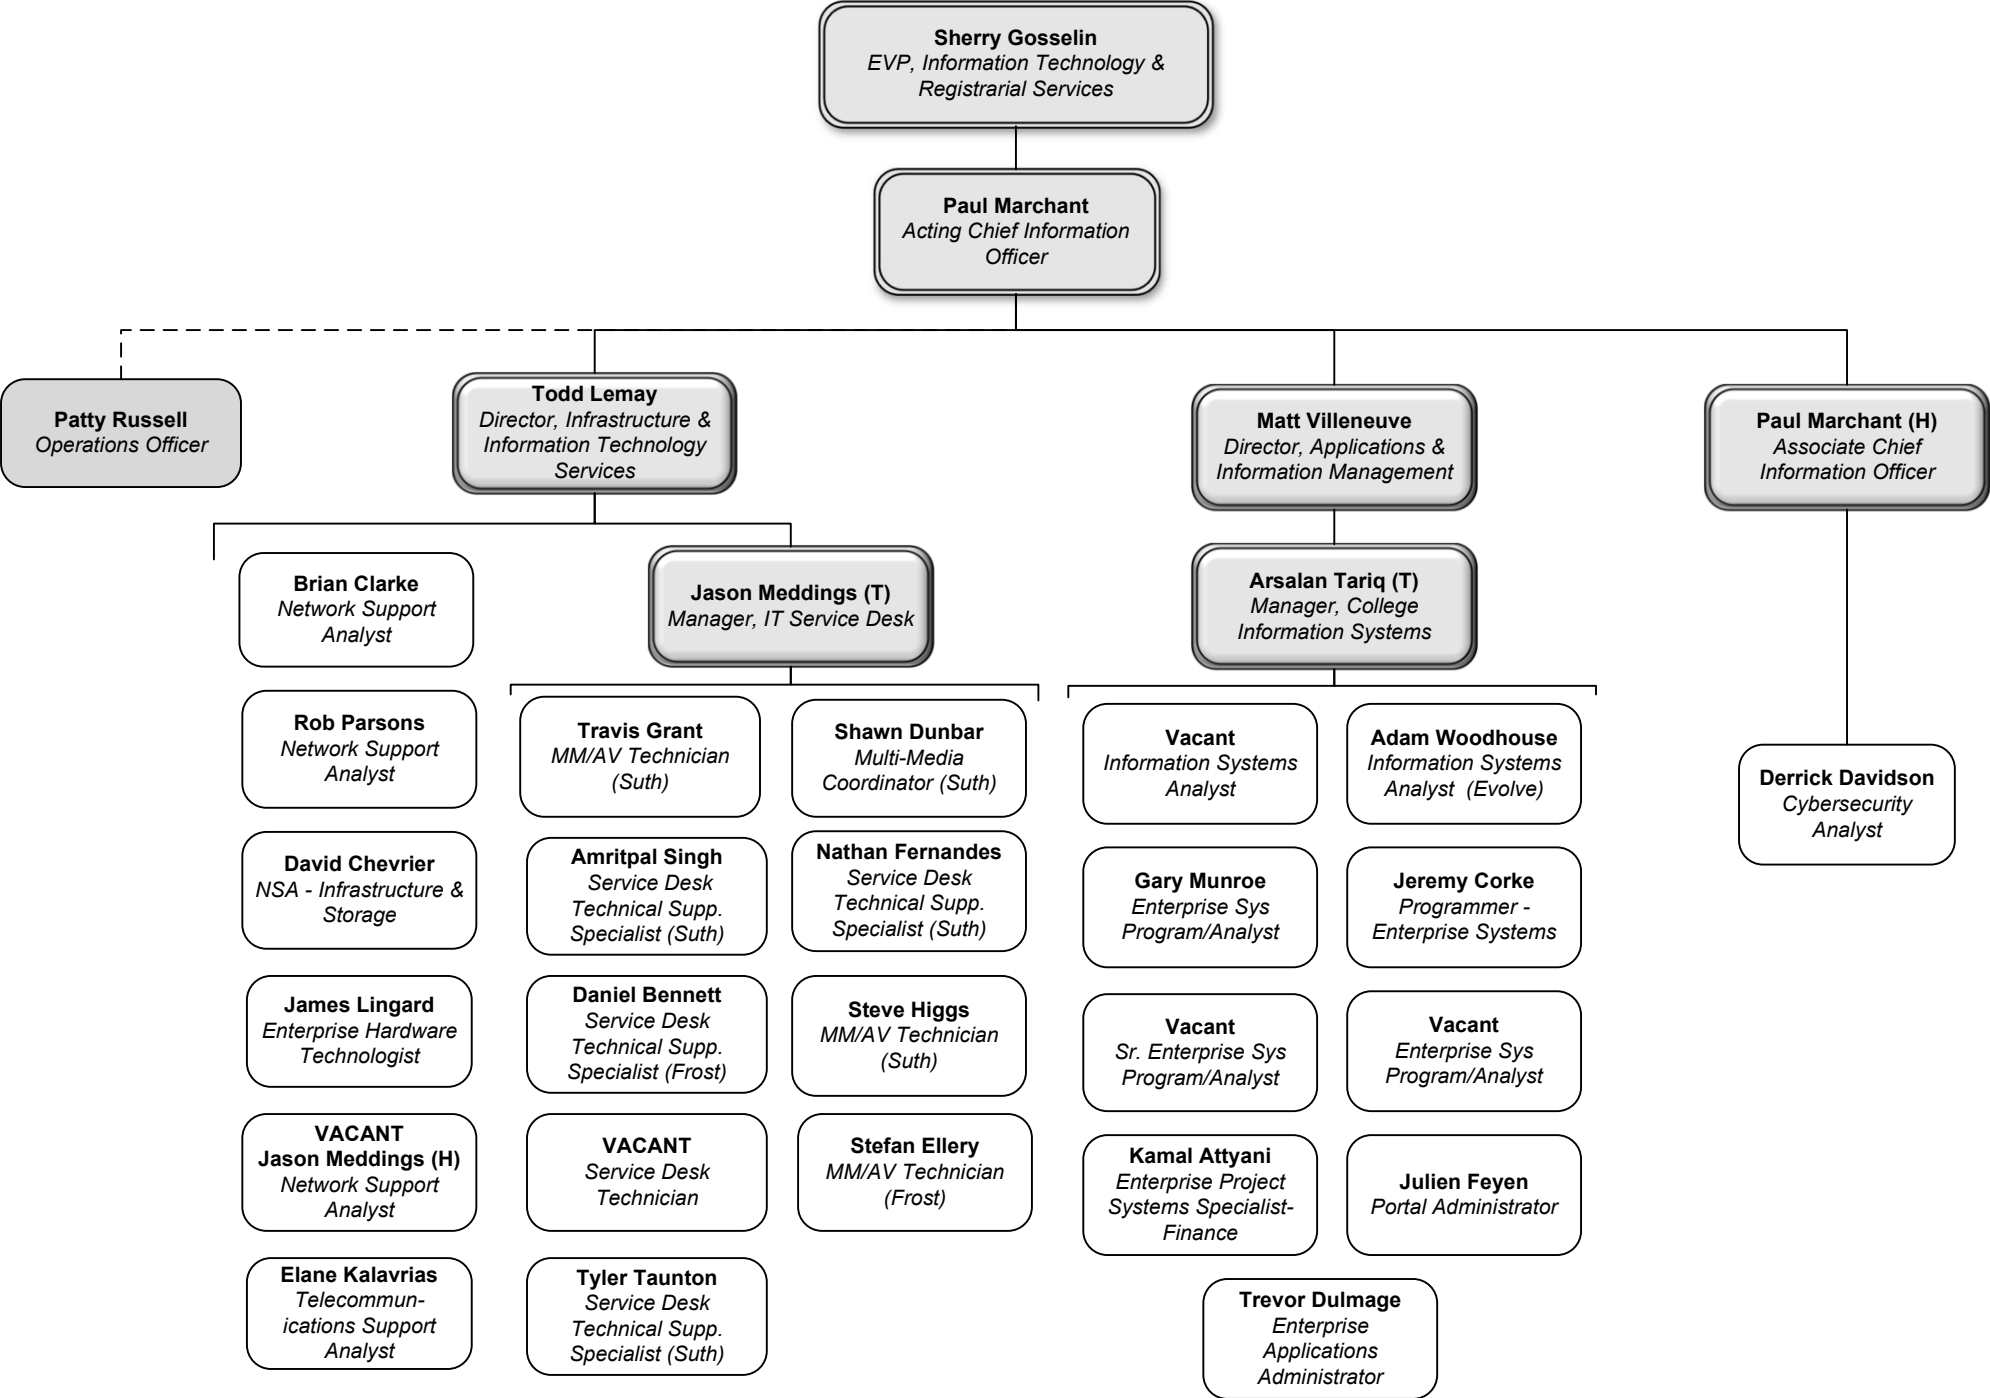 Sherry Gosselin
EVP, Information Technology &
Registrarial Services
Paul Marchant
Acting Chief Information
Officer
Patty Russell
Operations Officer
Todd Lemay
Director, Infrastructure &
Information Technology
Services
Matt Villeneuve
Director, Applications &
Information Management
Paul Marchant (H)
Associate Chief
Information Officer
Brian Clarke
Network Support
Analyst
Rob Parsons
Network Support
Analyst
David Chevrier
NSA - Infrastructure &
Storage
James Lingard
Enterprise Hardware
Technologist
VACANT
Jason Meddings (H)
Network Support
Analyst
Elane Kalavrias
Telecommun-
ications Support
Analyst
Jason Meddings (T)
Manager, IT Service Desk
Travis Grant
MM/AV Technician
(Suth)
Shawn Dunbar
Multi-Media
Coordinator (Suth)
Amritpal Singh
Service Desk
Technical Supp.
Specialist (Suth)
Nathan Fernandes
Service Desk
Technical Supp.
Specialist (Suth)
Daniel Bennett
Service Desk
Technical Supp.
Specialist (Frost)
Steve Higgs
MM/AV Technician
(Suth)
VACANT
Service Desk
Technician
Stefan Ellery
MM/AV Technician
(Frost)
Tyler Taunton
Service Desk
Technical Supp.
Specialist (Suth)
Arsalan Tariq (T)
Manager, College
Information Systems
Vacant
Information Systems
Analyst
Adam Woodhouse
Information Systems
Analyst (Evolve)
Gary Munroe
Enterprise Sys
Program/Analyst
Jeremy Corke
Programmer -
Enterprise Systems
Vacant
Sr. Enterprise Sys
Program/Analyst
Vacant
Enterprise Sys
Program/Analyst
Kamal Attyani
Enterprise Project
Systems Specialist-
Finance
Julien Feyen
Portal Administrator
Trevor Dulmage
Enterprise
Applications
Administrator
Derrick Davidson
Cybersecurity
Analyst